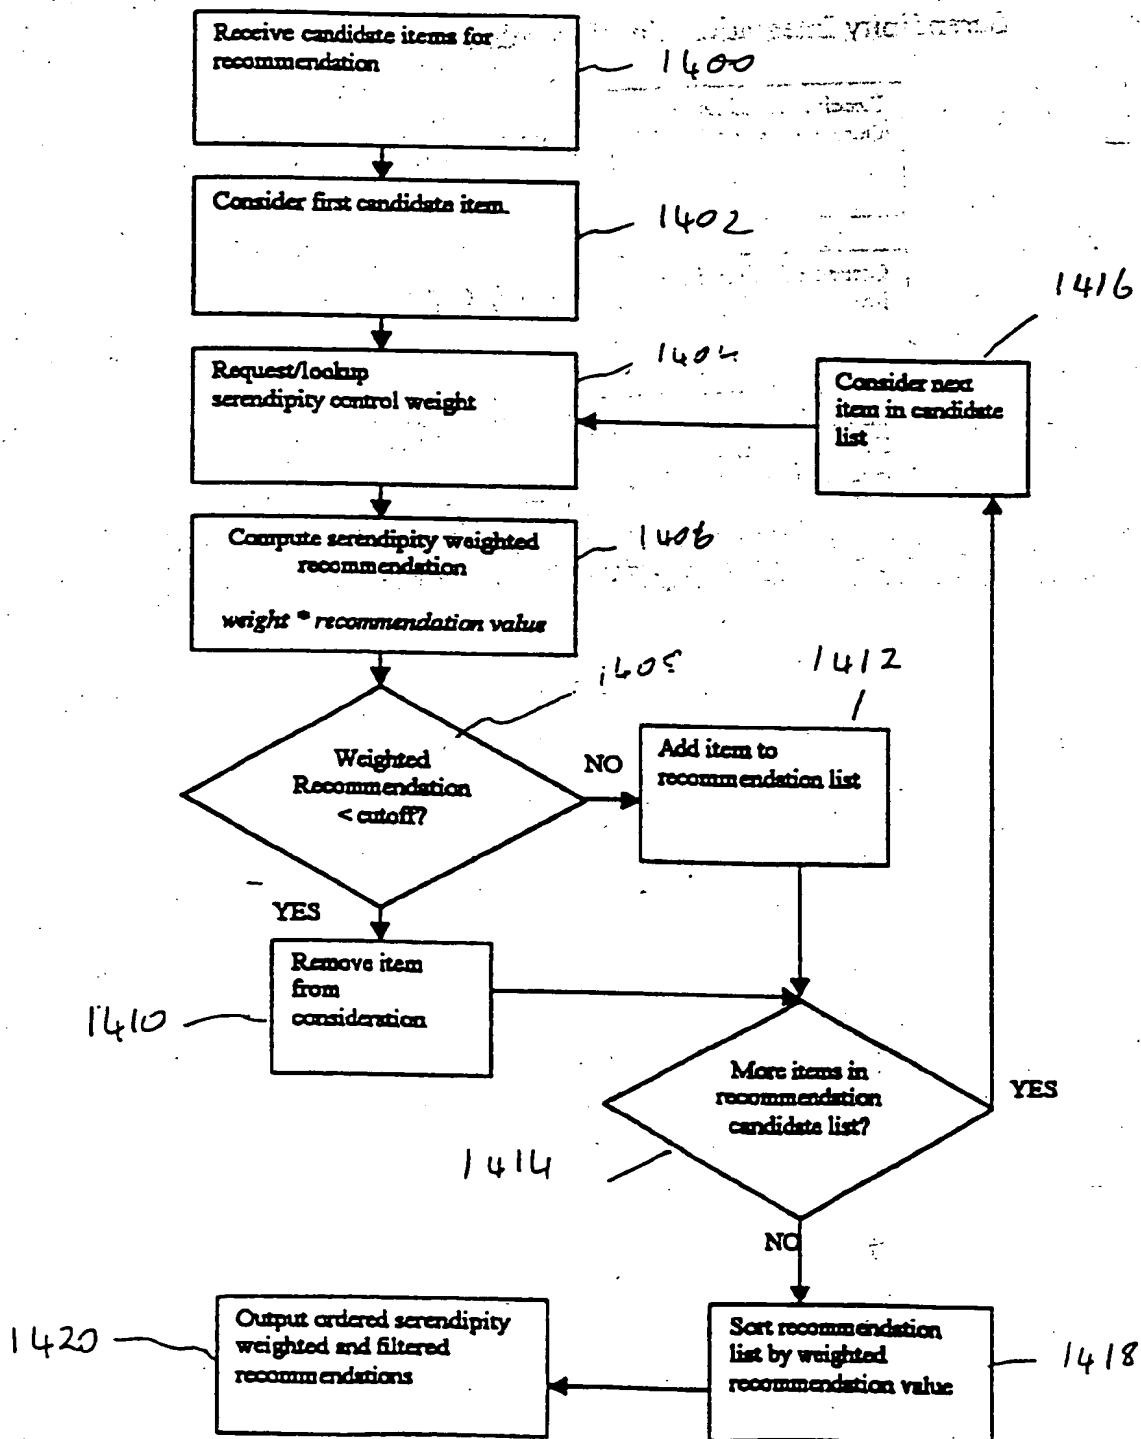 Receive candidate items for
recommendation
1400
Consider first candidate item.
1402
1416
Request/lookup
serendipity control weight
Consider next
item in candidate
list
Compute serendipity weighted
recommendation
weight * recommendation value
1406
1412
Weighted
Recommendation
< cutoff?
NO
Add item to
recommendation list
YES
Remove item
from
consideration
1410
More items in
recommendation
candidate list?
YES
1414
NO
Output ordered serendipity
weighted and filtered
recommendations
1420
Sort recommendation
list by weighted
recommendation value
1418